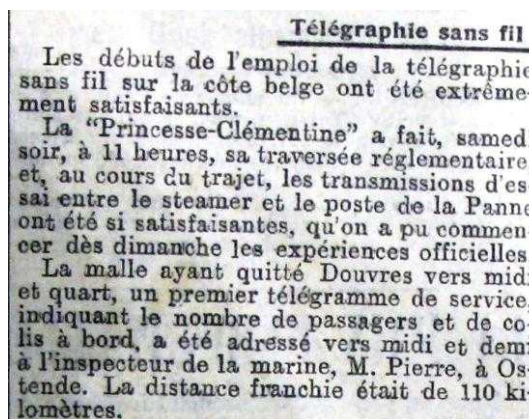 Télégraphie sans fil
Les débuts de l'emploi de la télégraphie
sans fil sur la côte belge ont été extrême-
ment satisfaisants.
La "Princesse-Clémentine" a fait, samed
soir, à 11 heures, sa traversée réglementaire
et, au cours du trajet, les transmissions d'es
sai entre le steamer et le poste de la Panne
ont été si satisfaisantes, qu'on a pu commen-
cer dès dimanche les expériences officielles.
La malle ayant quitté Douvres vers mid
et quart, un premier télégramme de service,
indiquant le nombre de passagers et de co
lis à bord, a été adressé vers midi et demi
à l'inspecteur de la marine, M. Pierre, à Os-
tende. La distance franchie était de 110 ki
lomètres.